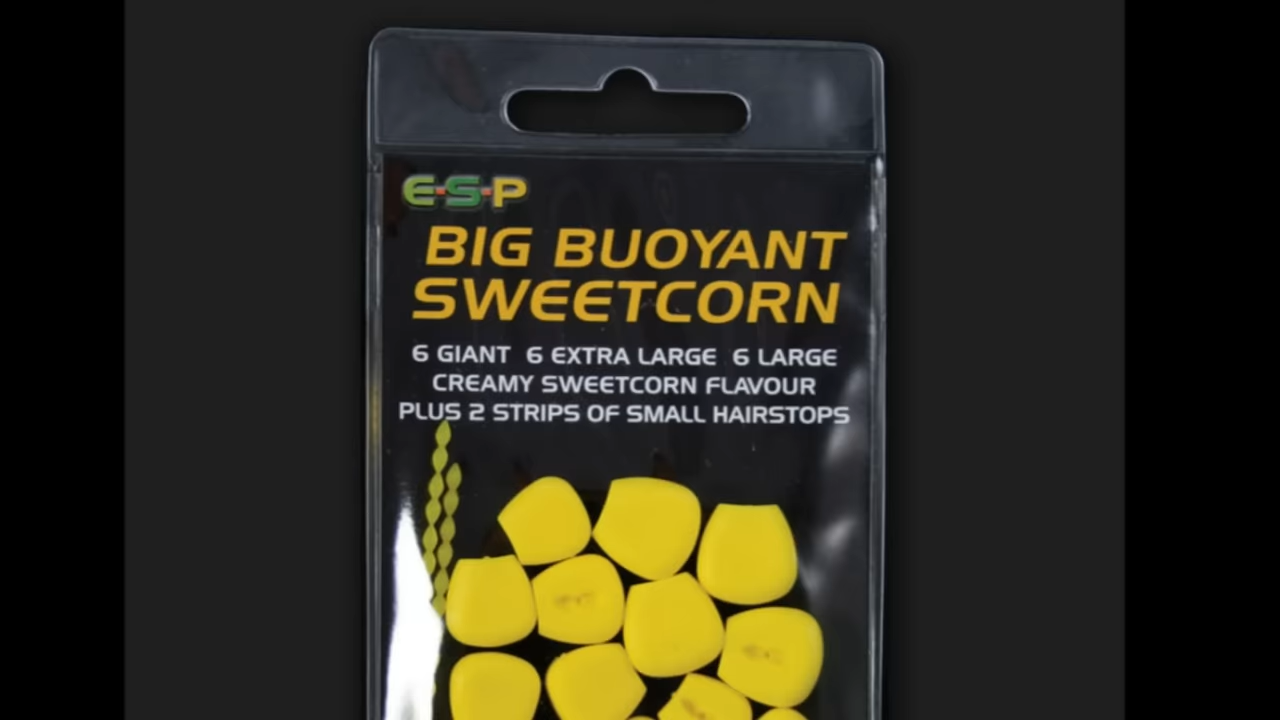 E-S-P
BIG BUOYANT
SWEETCORN
6 GIANT 6 EXTRA LARGE 6 LARGE
CREAMY SWEETCORN FLAVOUR
PLUS 2 STRIPS OF SMALL HAIRSTOPS